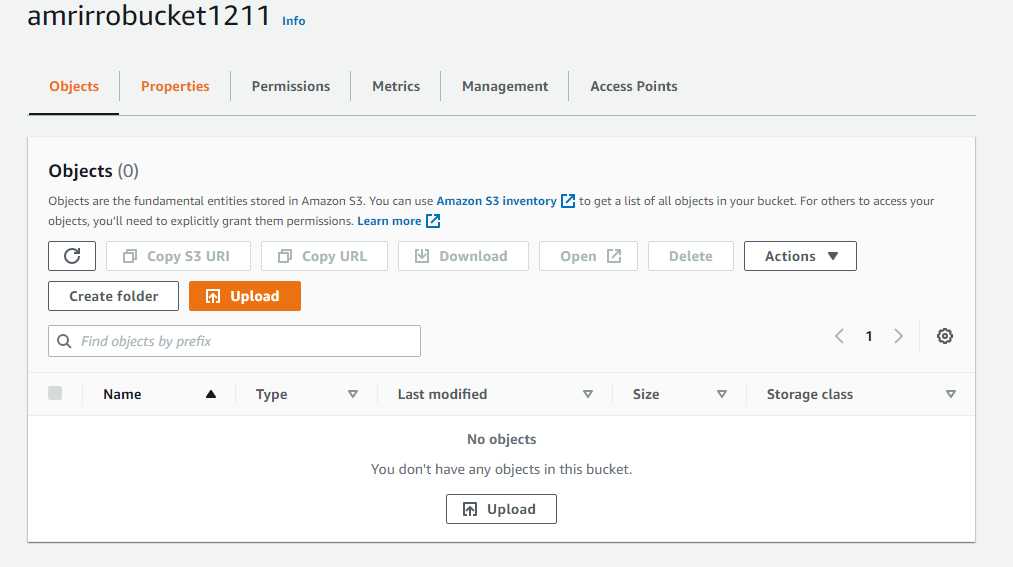 amrirrobucket1211 Info
Objects Properties Permissions Metrics Management Access Points
Objects (0)
Objects are the fundamental entities stored in Amazon S3. You can use Amazon S3 inventory to get a list of all objects in your bucket. For others to access your
objects, you'll need to explicitly grant them permissions. Learn more
Copy S3 URI Copy URL Download Open Delete Actions
Create folder Upload
Find objects by prefix 1
Name Type Last modified Size Storage class
No objects
You don't have any objects in this bucket.
Upload